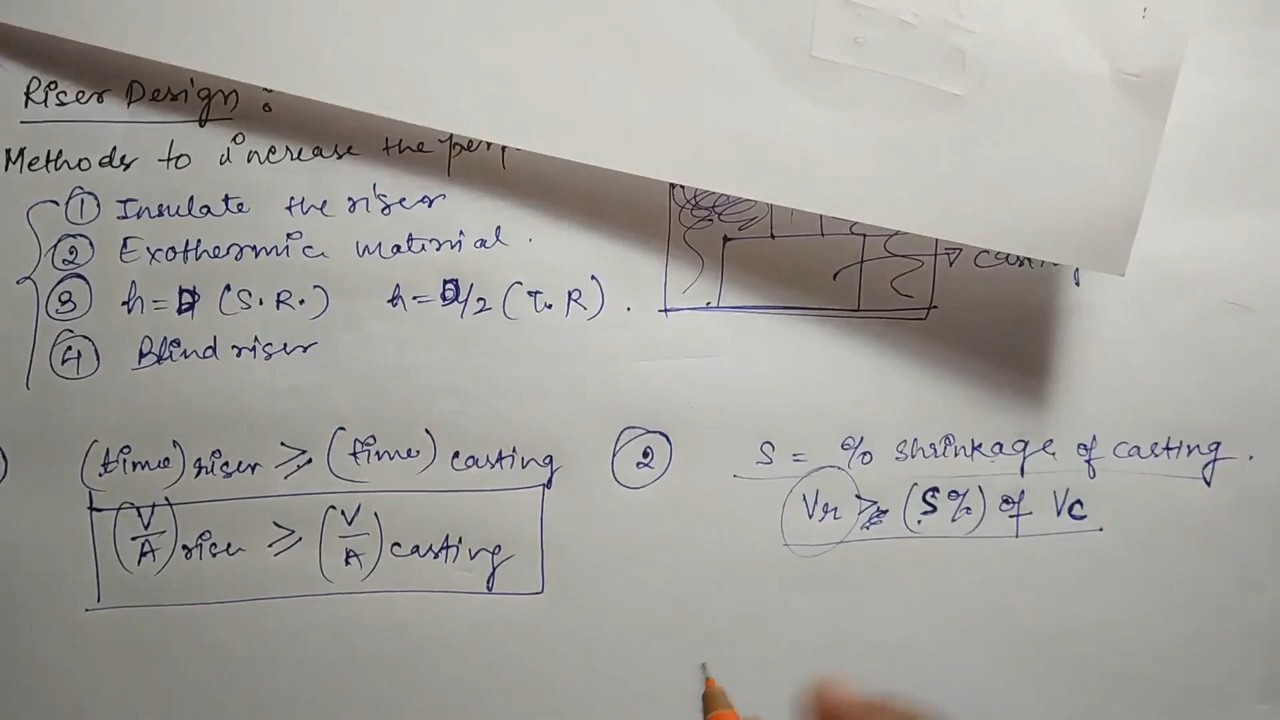 Riser Design :
Methods to increase the
① Insulate the riser
② Exothermic material.
③ h=D (S.R.) h=D/2 (T.R).
④ Blind riser
(time) riser ≥ (time) casting
(V/A) riser ≥ (V/A) casting
② S = % shrinkage of casting.
Vr ≥ (S%) of Vc